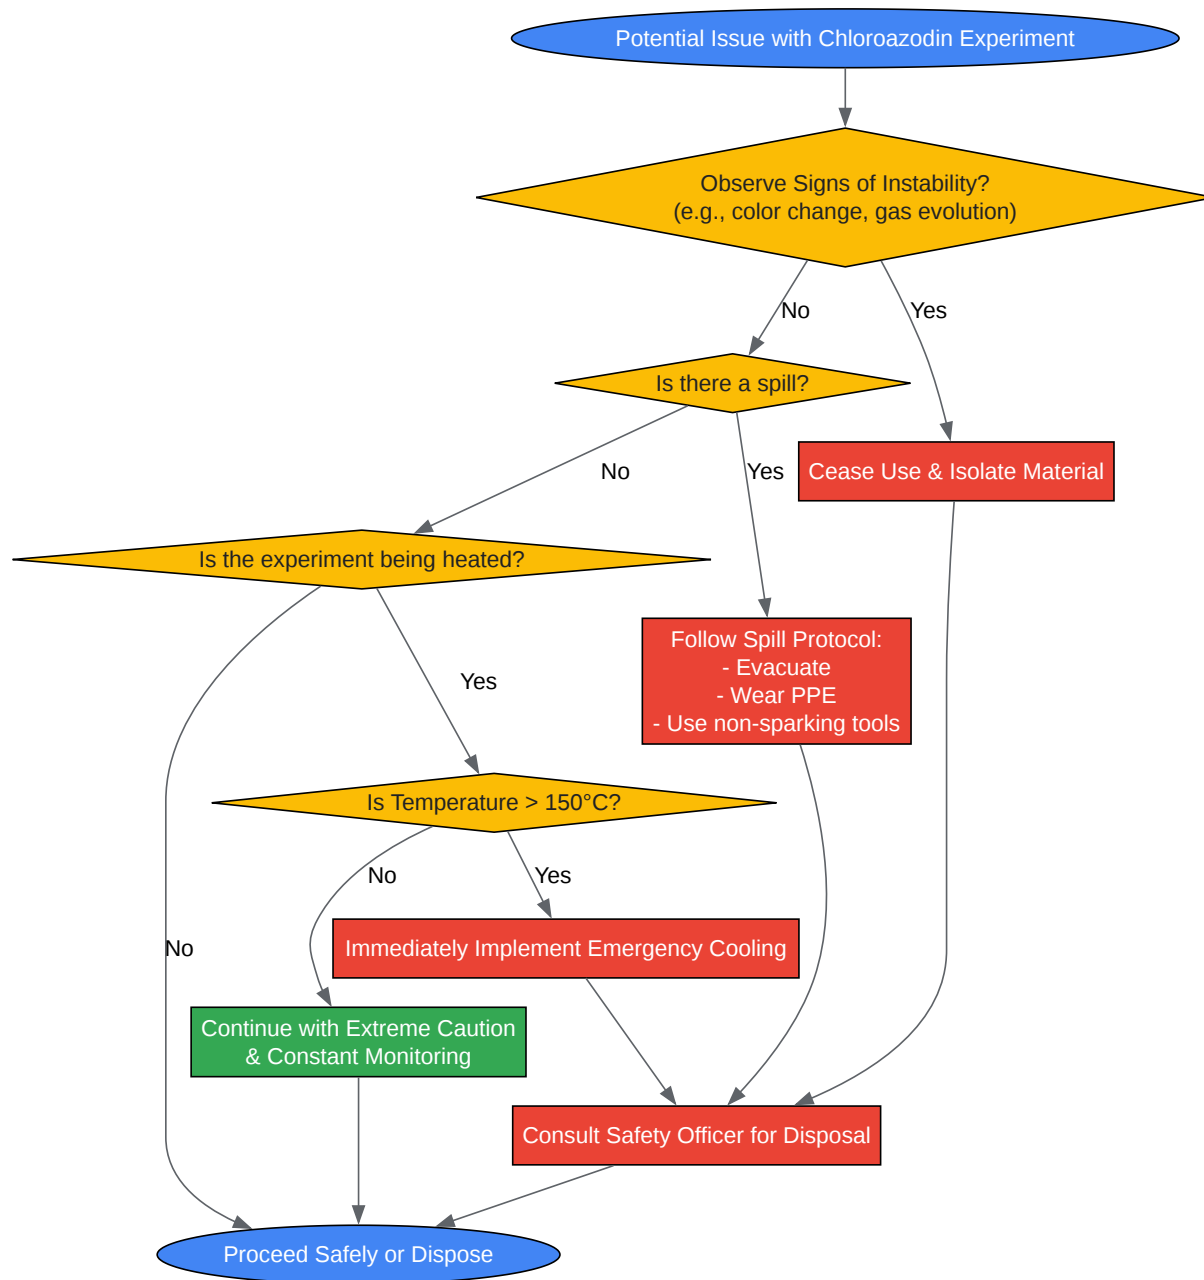 Potential Issue with Chloroazodin Experiment
Observe Signs of Instability?
(e.g., color change, gas evolution)
No
Yes
Is there a spill?
No
Yes
Cease Use & Isolate Material
Is the experiment being heated?
Follow Spill Protocol:
- Evacuate
- Wear PPE
- Use non-sparking tools
Yes
Is Temperature > 150°C?
No
Yes
No
Immediately Implement Emergency Cooling
Continue with Extreme Caution
& Constant Monitoring
Consult Safety Officer for Disposal
Proceed Safely or Dispose